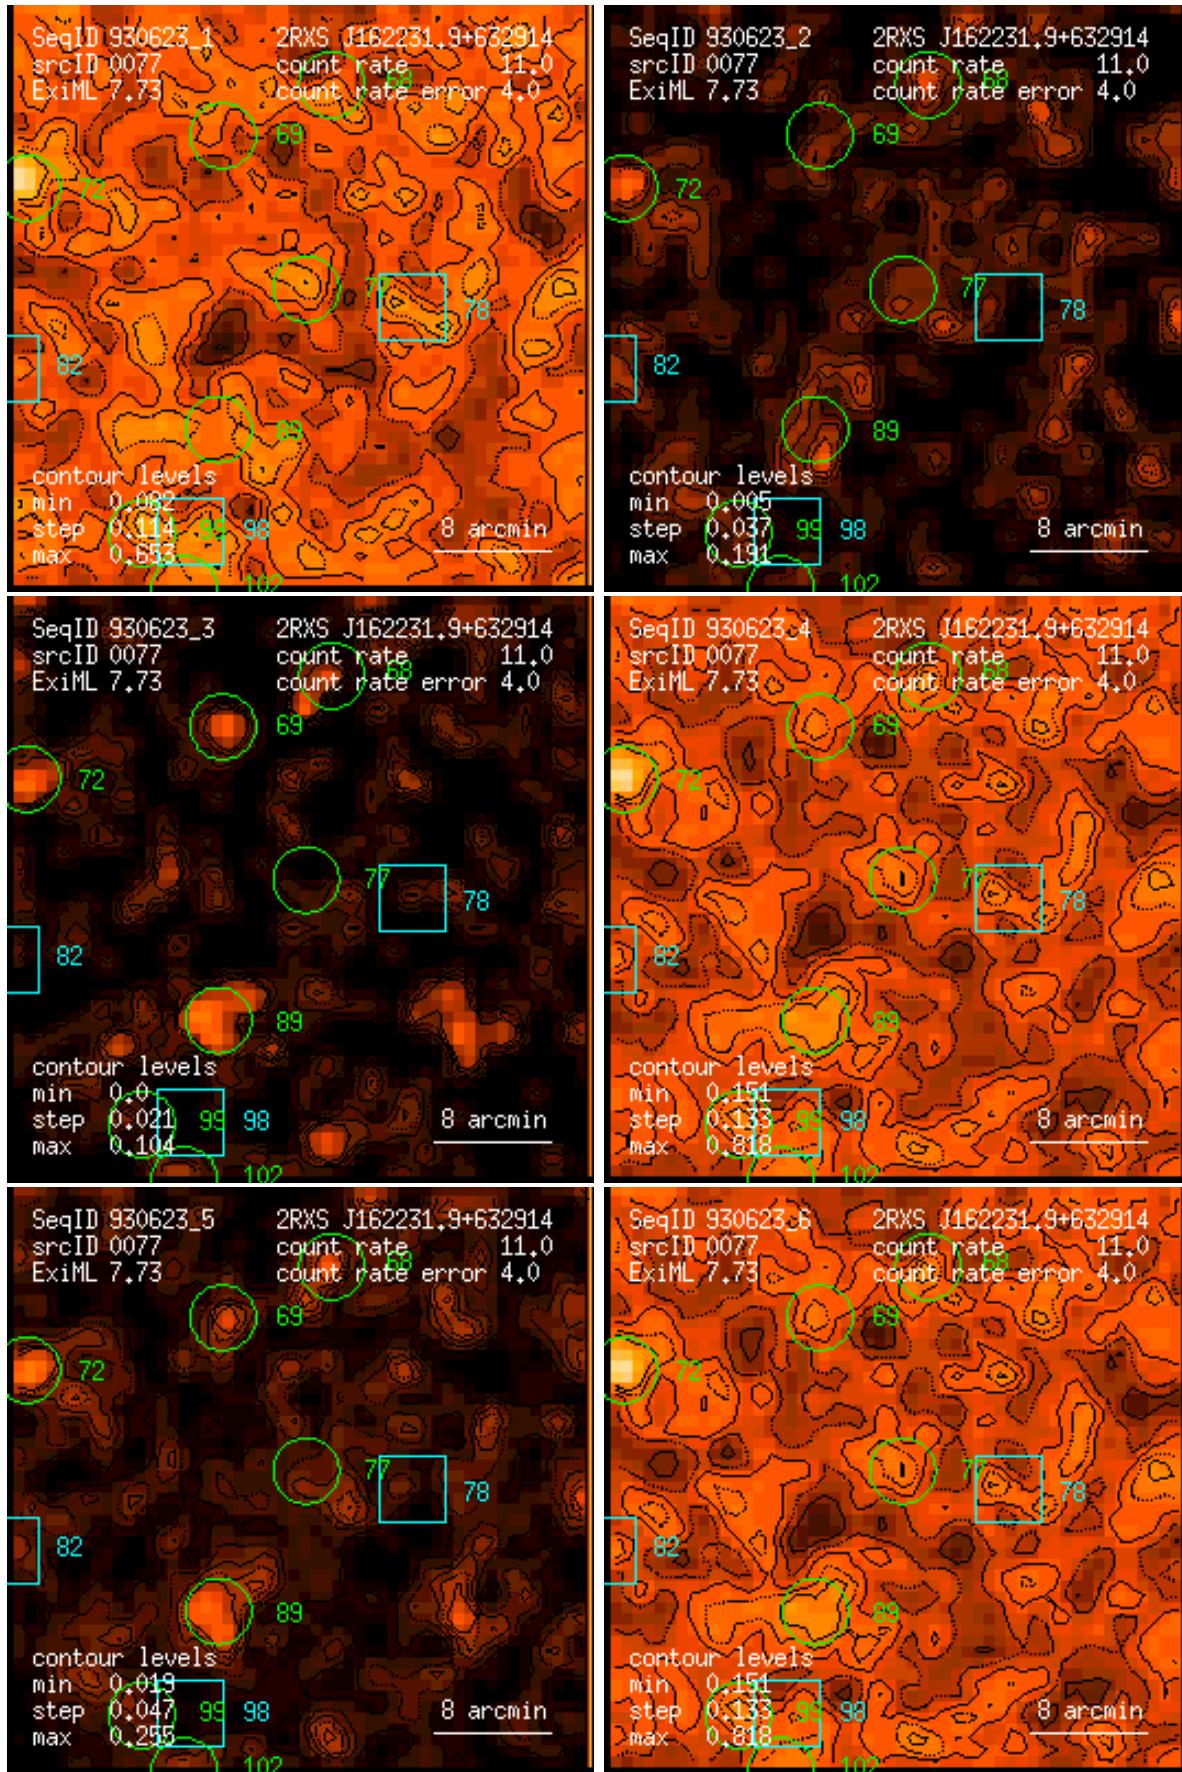 SeqID 930623_1 2RXS J162231.9+632914
srcID 0077 count rate 11.0
ExiML 7.73 count rate error 4.0
68
69
72
77
78
82
89
contour levels
min 0.082
step 0.114 99 98 8 arcmin
max 0.653
102
SeqID 930623_2 2RXS J162231.9+632914
srcID 0077 count rate 11.0
ExiML 7.73 count rate error 4.0
68
69
72
77
78
82
89
contour levels
min 0.005
step 0.037 99 98 8 arcmin
max 0.191
102
SeqID 930623_3 2RXS J162231.9+632914
srcID 0077 count rate 11.0
ExiML 7.73 count rate error 4.0
68
69
72
77
78
82
89
contour levels
min 0.0
step 0.021 99 98 8 arcmin
max 0.104
102
SeqID 930623_4 2RXS J162231.9+632914
srcID 0077 count rate 11.0
ExiML 7.73 count rate error 4.0
68
69
72
77
78
82
89
contour levels
min 0.151
step 0.133 99 98 8 arcmin
max 0.818
102
SeqID 930623_5 2RXS J162231.9+632914
srcID 0077 count rate 11.0
ExiML 7.73 count rate error 4.0
68
69
72
77
78
82
89
contour levels
min 0.019
step 0.047 99 98 8 arcmin
max 0.255
102
SeqID 930623_6 2RXS J162231.9+632914
srcID 0077 count rate 11.0
ExiML 7.73 count rate error 4.0
68
69
72
77
78
82
89
contour levels
min 0.151
step 0.133 99 98 8 arcmin
max 0.818
102